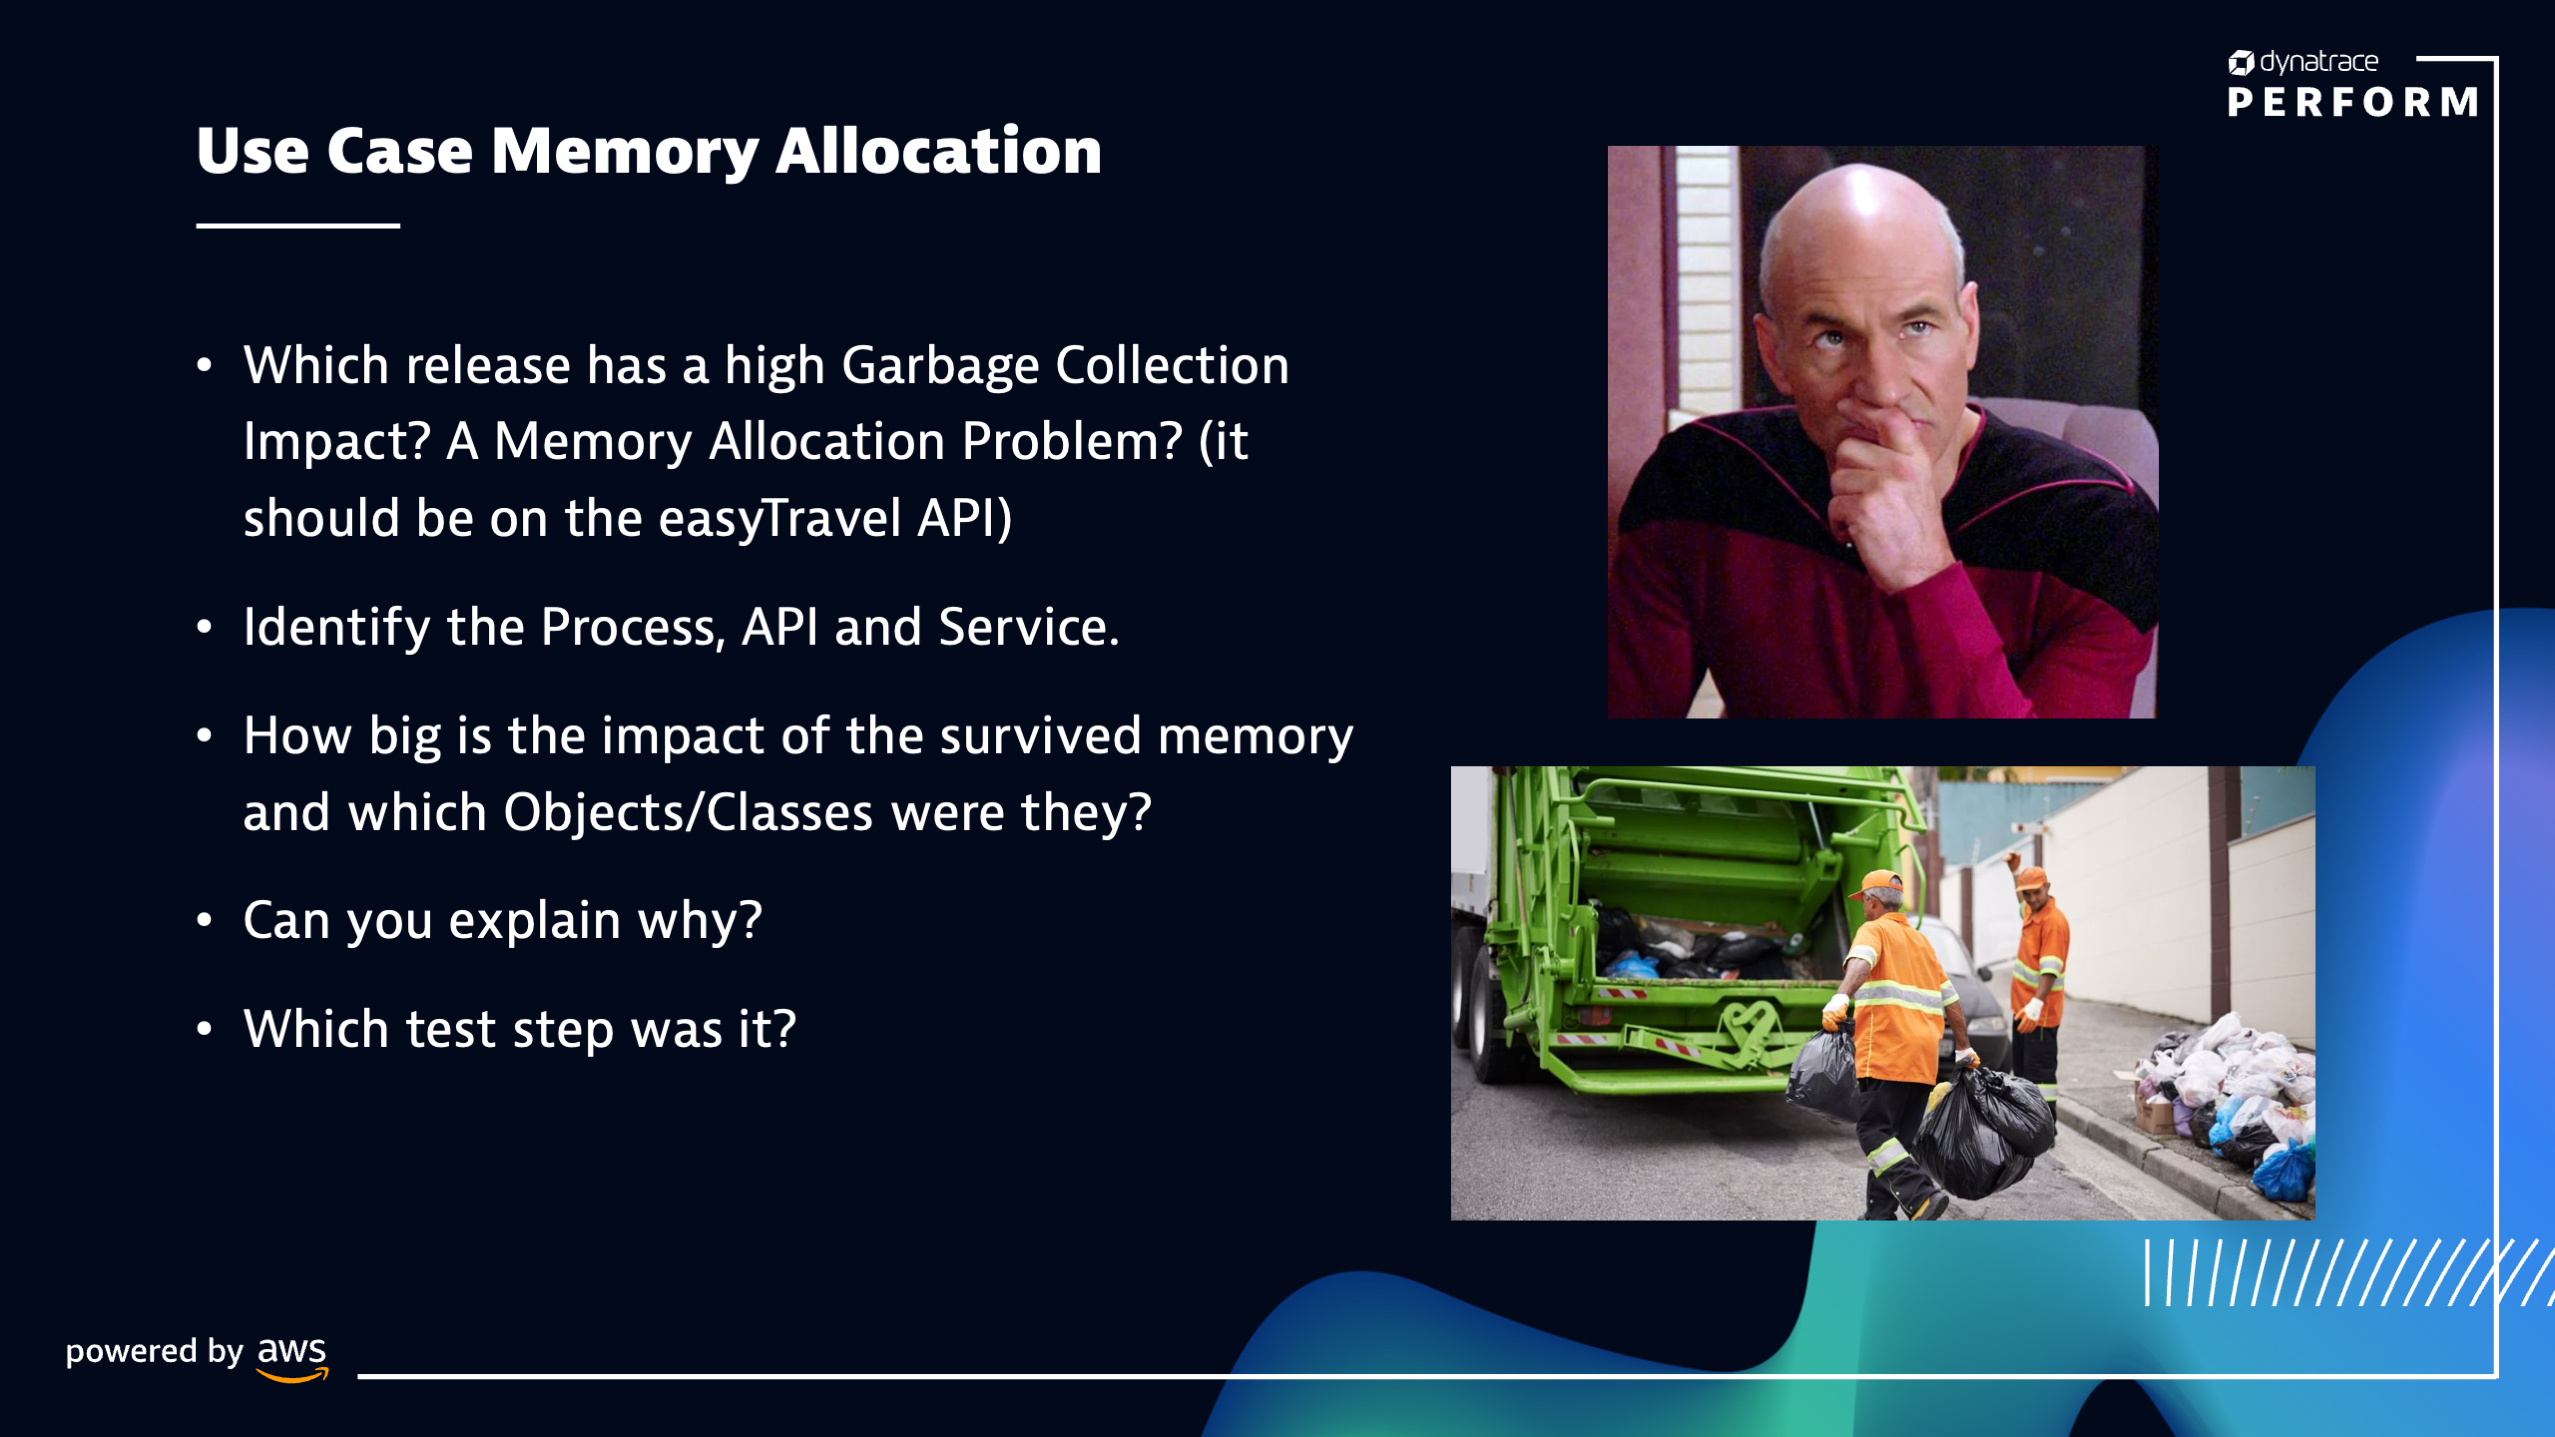 dynatrace
PERFORM
Use Case Memory Allocation
• Which release has a high Garbage Collection
Impact? A Memory Allocation Problem? (it
should be on the easyTravel API)
• Identify the Process, API and Service.
• How big is the impact of the survived memory
and which Objects/Classes were they?
• Can you explain why?
• Which test step was it?
powered by aws